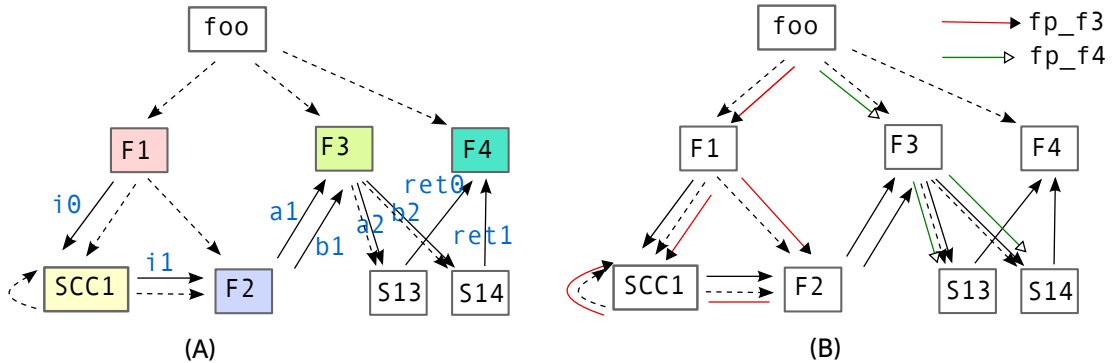 foo
F1
F3
F4
i0
a1
b1
a2
b2
ret0
ret1
SCC1
i1
F2
S13
S14
(A)
foo
fp_f3
fp_f4
F1
F3
F4
SCC1
F2
S13
S14
(B)